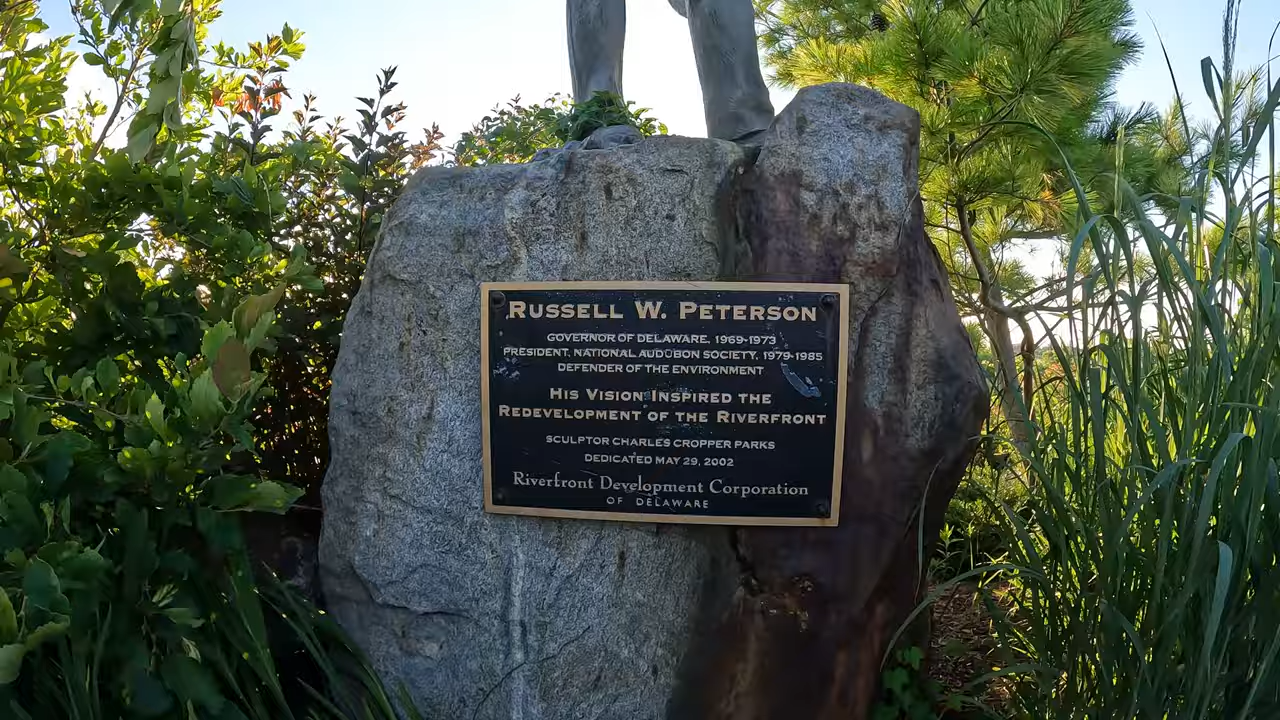 RUSSELL W. PETERSON
GOVERNOR OF DELAWARE, 1969-1973
PRESIDENT, NATIONAL AUDUBON SOCIETY, 1979-1985
DEFENDER OF THE ENVIRONMENT
HIS VISION INSPIRED THE
REDEVELOPMENT OF THE RIVERFRONT
SCULPTOR CHARLES CROPPER PARKS
DEDICATED MAY 29, 2002
Riverfront Development Corporation
OF DELAWARE